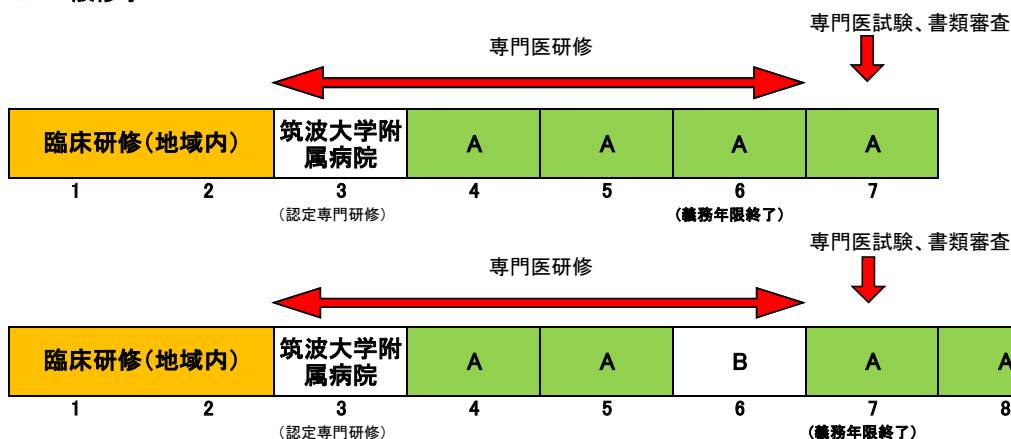 専門医試験、書類審査
専門医研修
臨床研修(地域内)
筑波大学附
属病院
A
A
A
A
1
2
3
4
5
6
7
(認定専門研修)
(義務年限終了)
専門医試験、書類審査
専門医研修
臨床研修(地域内)
筑波大学附
属病院
A
A
B
A
A
1
2
3
4
5
6
7
8
(認定専門研修)
(義務年限終了)